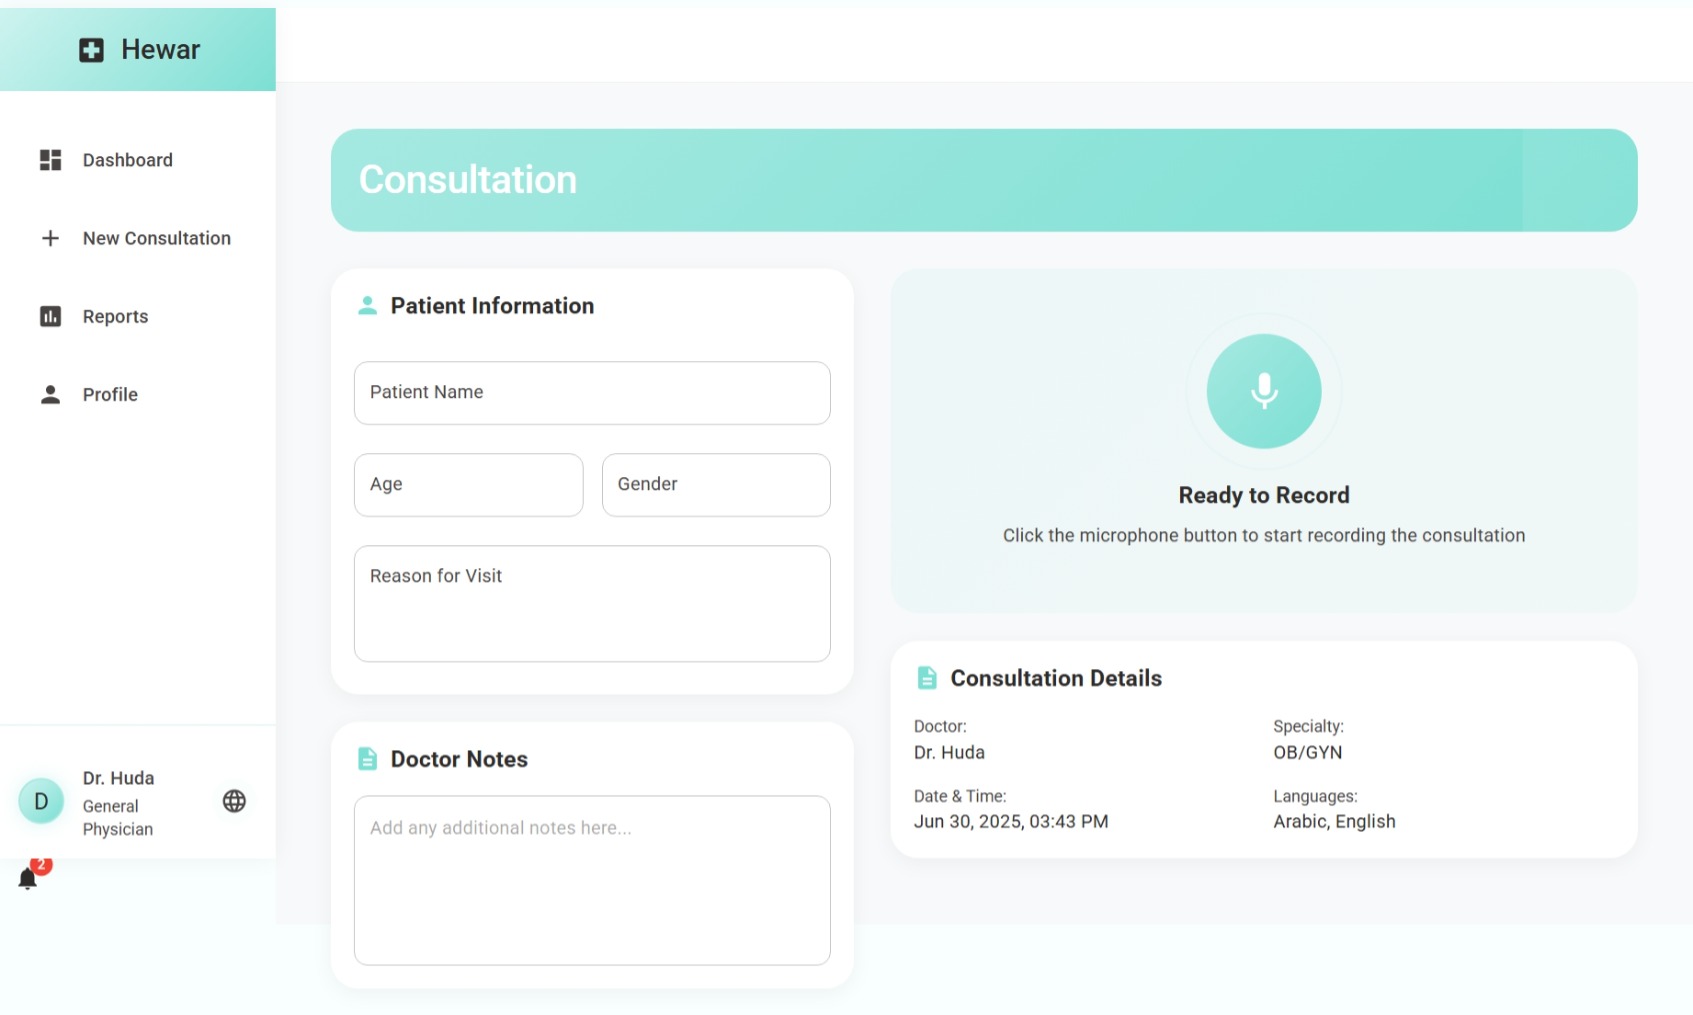 Hewar
Dashboard
New Consultation
Reports
Profile
Dr. Huda
General
Physician
D
2
Consultation
Patient Information
Patient Name
Age
Gender
Reason for Visit
Doctor Notes
Add any additional notes here...
Ready to Record
Click the microphone button to start recording the consultation
Consultation Details
Doctor:
Dr. Huda
Specialty:
OB/GYN
Date & Time:
Jun 30, 2025, 03:43 PM
Languages:
Arabic, English